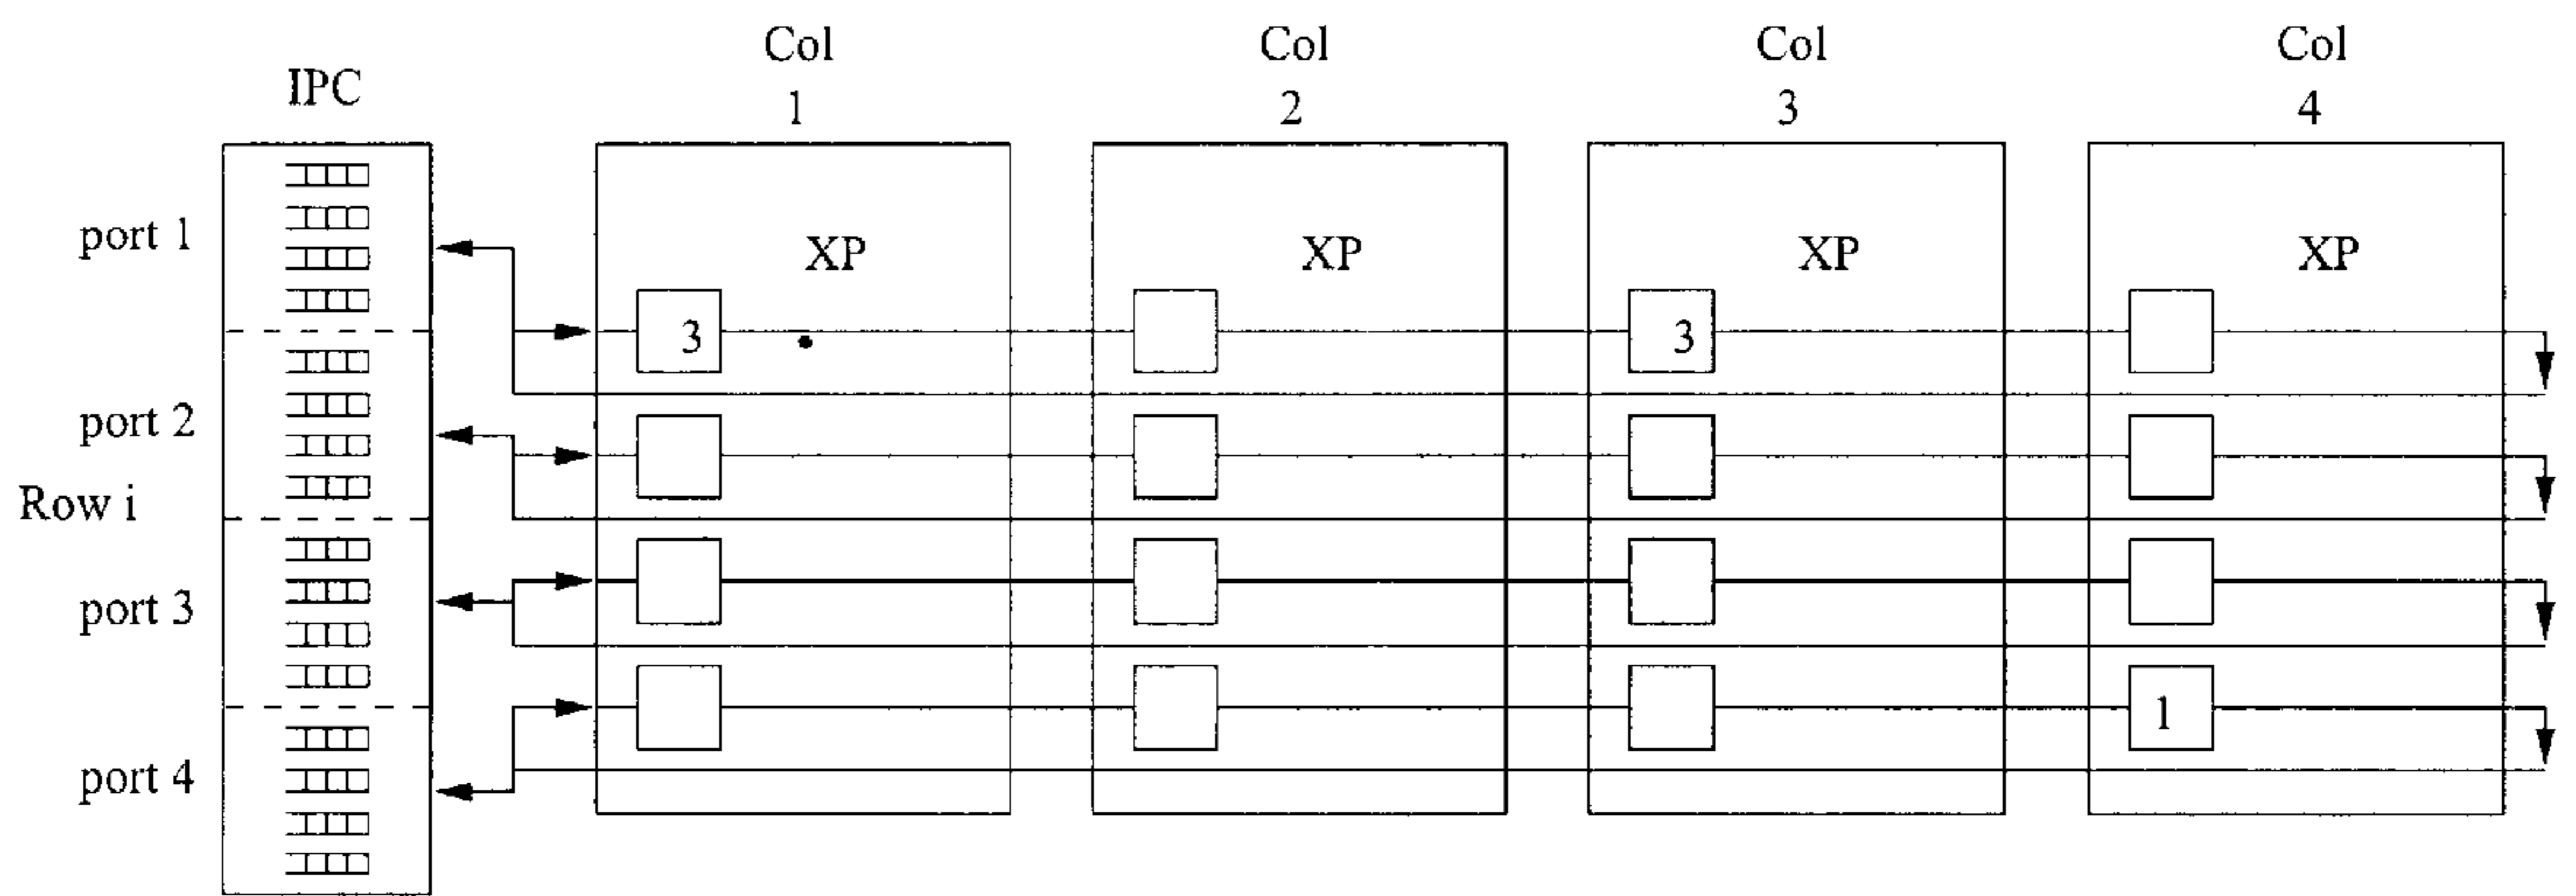 Col Col Col Col
IPC 1 2 3 4
port 1 XP XP XP XP
3 3
port 2
Row i
port 3
1
port 4